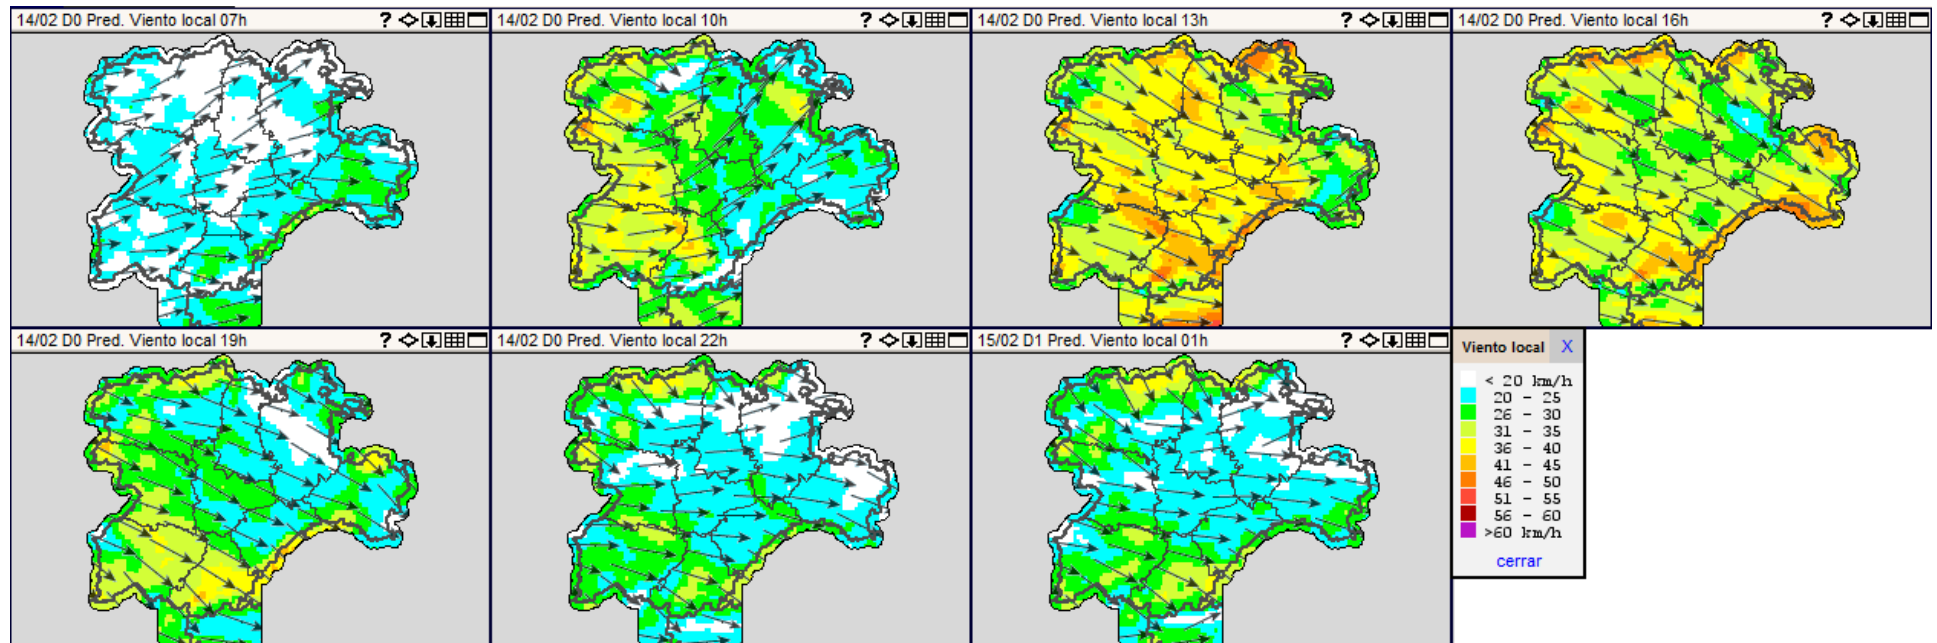 14/02 D0 Pred. Viento local 07h ?
14/02 D0 Pred. Viento local 10h ?
14/02 D0 Pred. Viento local 13h ?
14/02 D0 Pred. Viento local 16h ?
14/02 D0 Pred. Viento local 19h ?
14/02 D0 Pred. Viento local 22h ?
15/02 D1 Pred. Viento local 01h ?
Viento local X
< 20 km/h
20 - 25
26 - 30
31 - 35
36 - 40
41 - 45
46 - 50
51 - 55
56 - 60
>60 km/h
cerrar